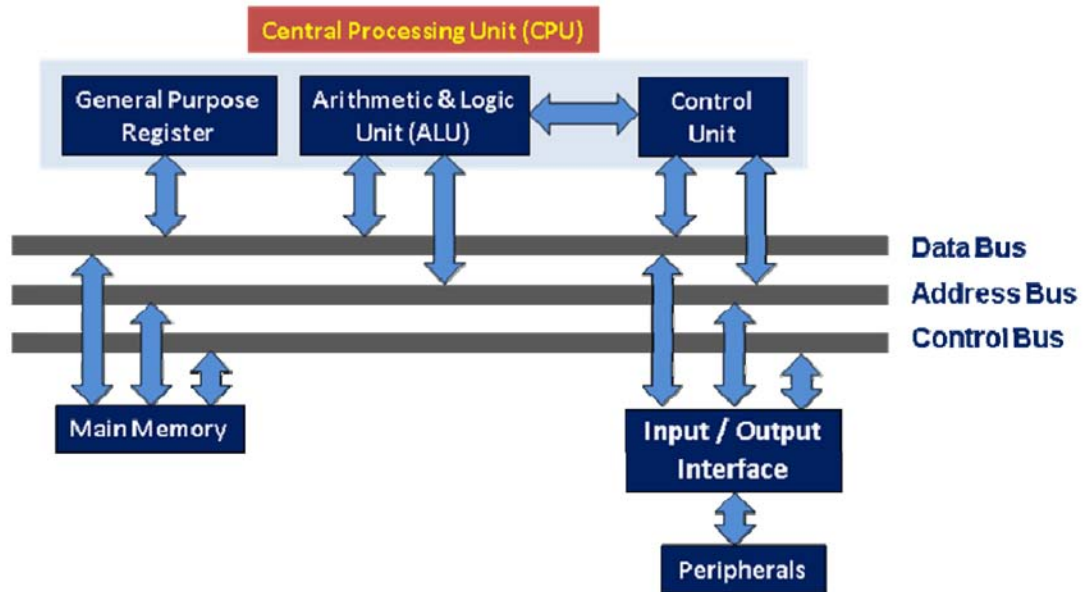 Central Processing Unit (CPU)
General Purpose
Register
Arithmetic & Logic
Unit (ALU)
Control
Unit
Data Bus
Address Bus
Control Bus
Main Memory
Input / Output
Interface
Peripherals